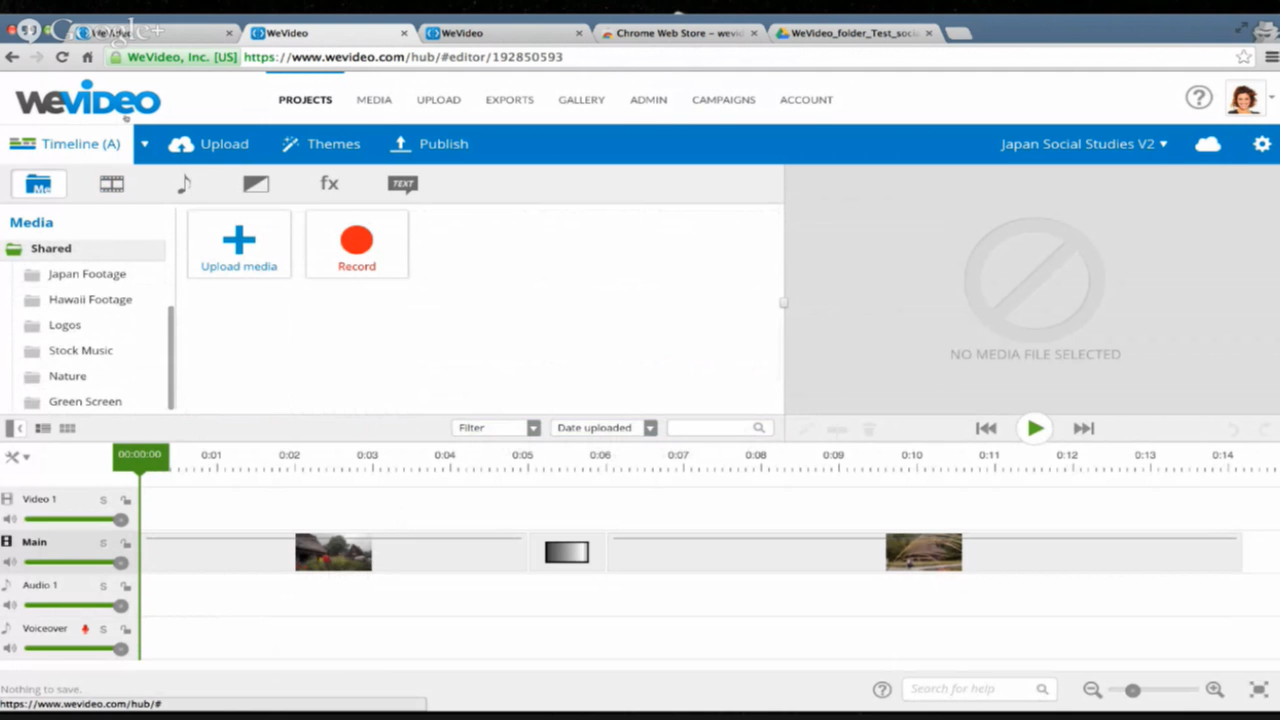 Google+
WeVideo
WeVideo
Chrome Web Store – wevid
WeVideo_folder_Test_soci
WeVideo, Inc. [US]
https://www.wevideo.com/hub/#editor/192850593
wevideo
PROJECTS
MEDIA
UPLOAD
EXPORTS
GALLERY
ADMIN
CAMPAIGNS
ACCOUNT
?
Timeline (A)
Upload
Themes
Publish
Japan Social Studies V2
Me
fx
TEXT
Media
Shared
Japan Footage
Hawaii Footage
Logos
Stock Music
Nature
Green Screen
Upload media
Record
NO MEDIA FILE SELECTED
Filter
Date uploaded
00:00:00
0:01
0:02
0:03
0:04
0:05
0:06
0:07
0:08
0:09
0:10
0:11
0:12
0:13
0:14
Video 1
S
Main
S
Audio 1
S
Voiceover
S
Nothing to save.
?
Search for help
https://www.wevideo.com/hub/#